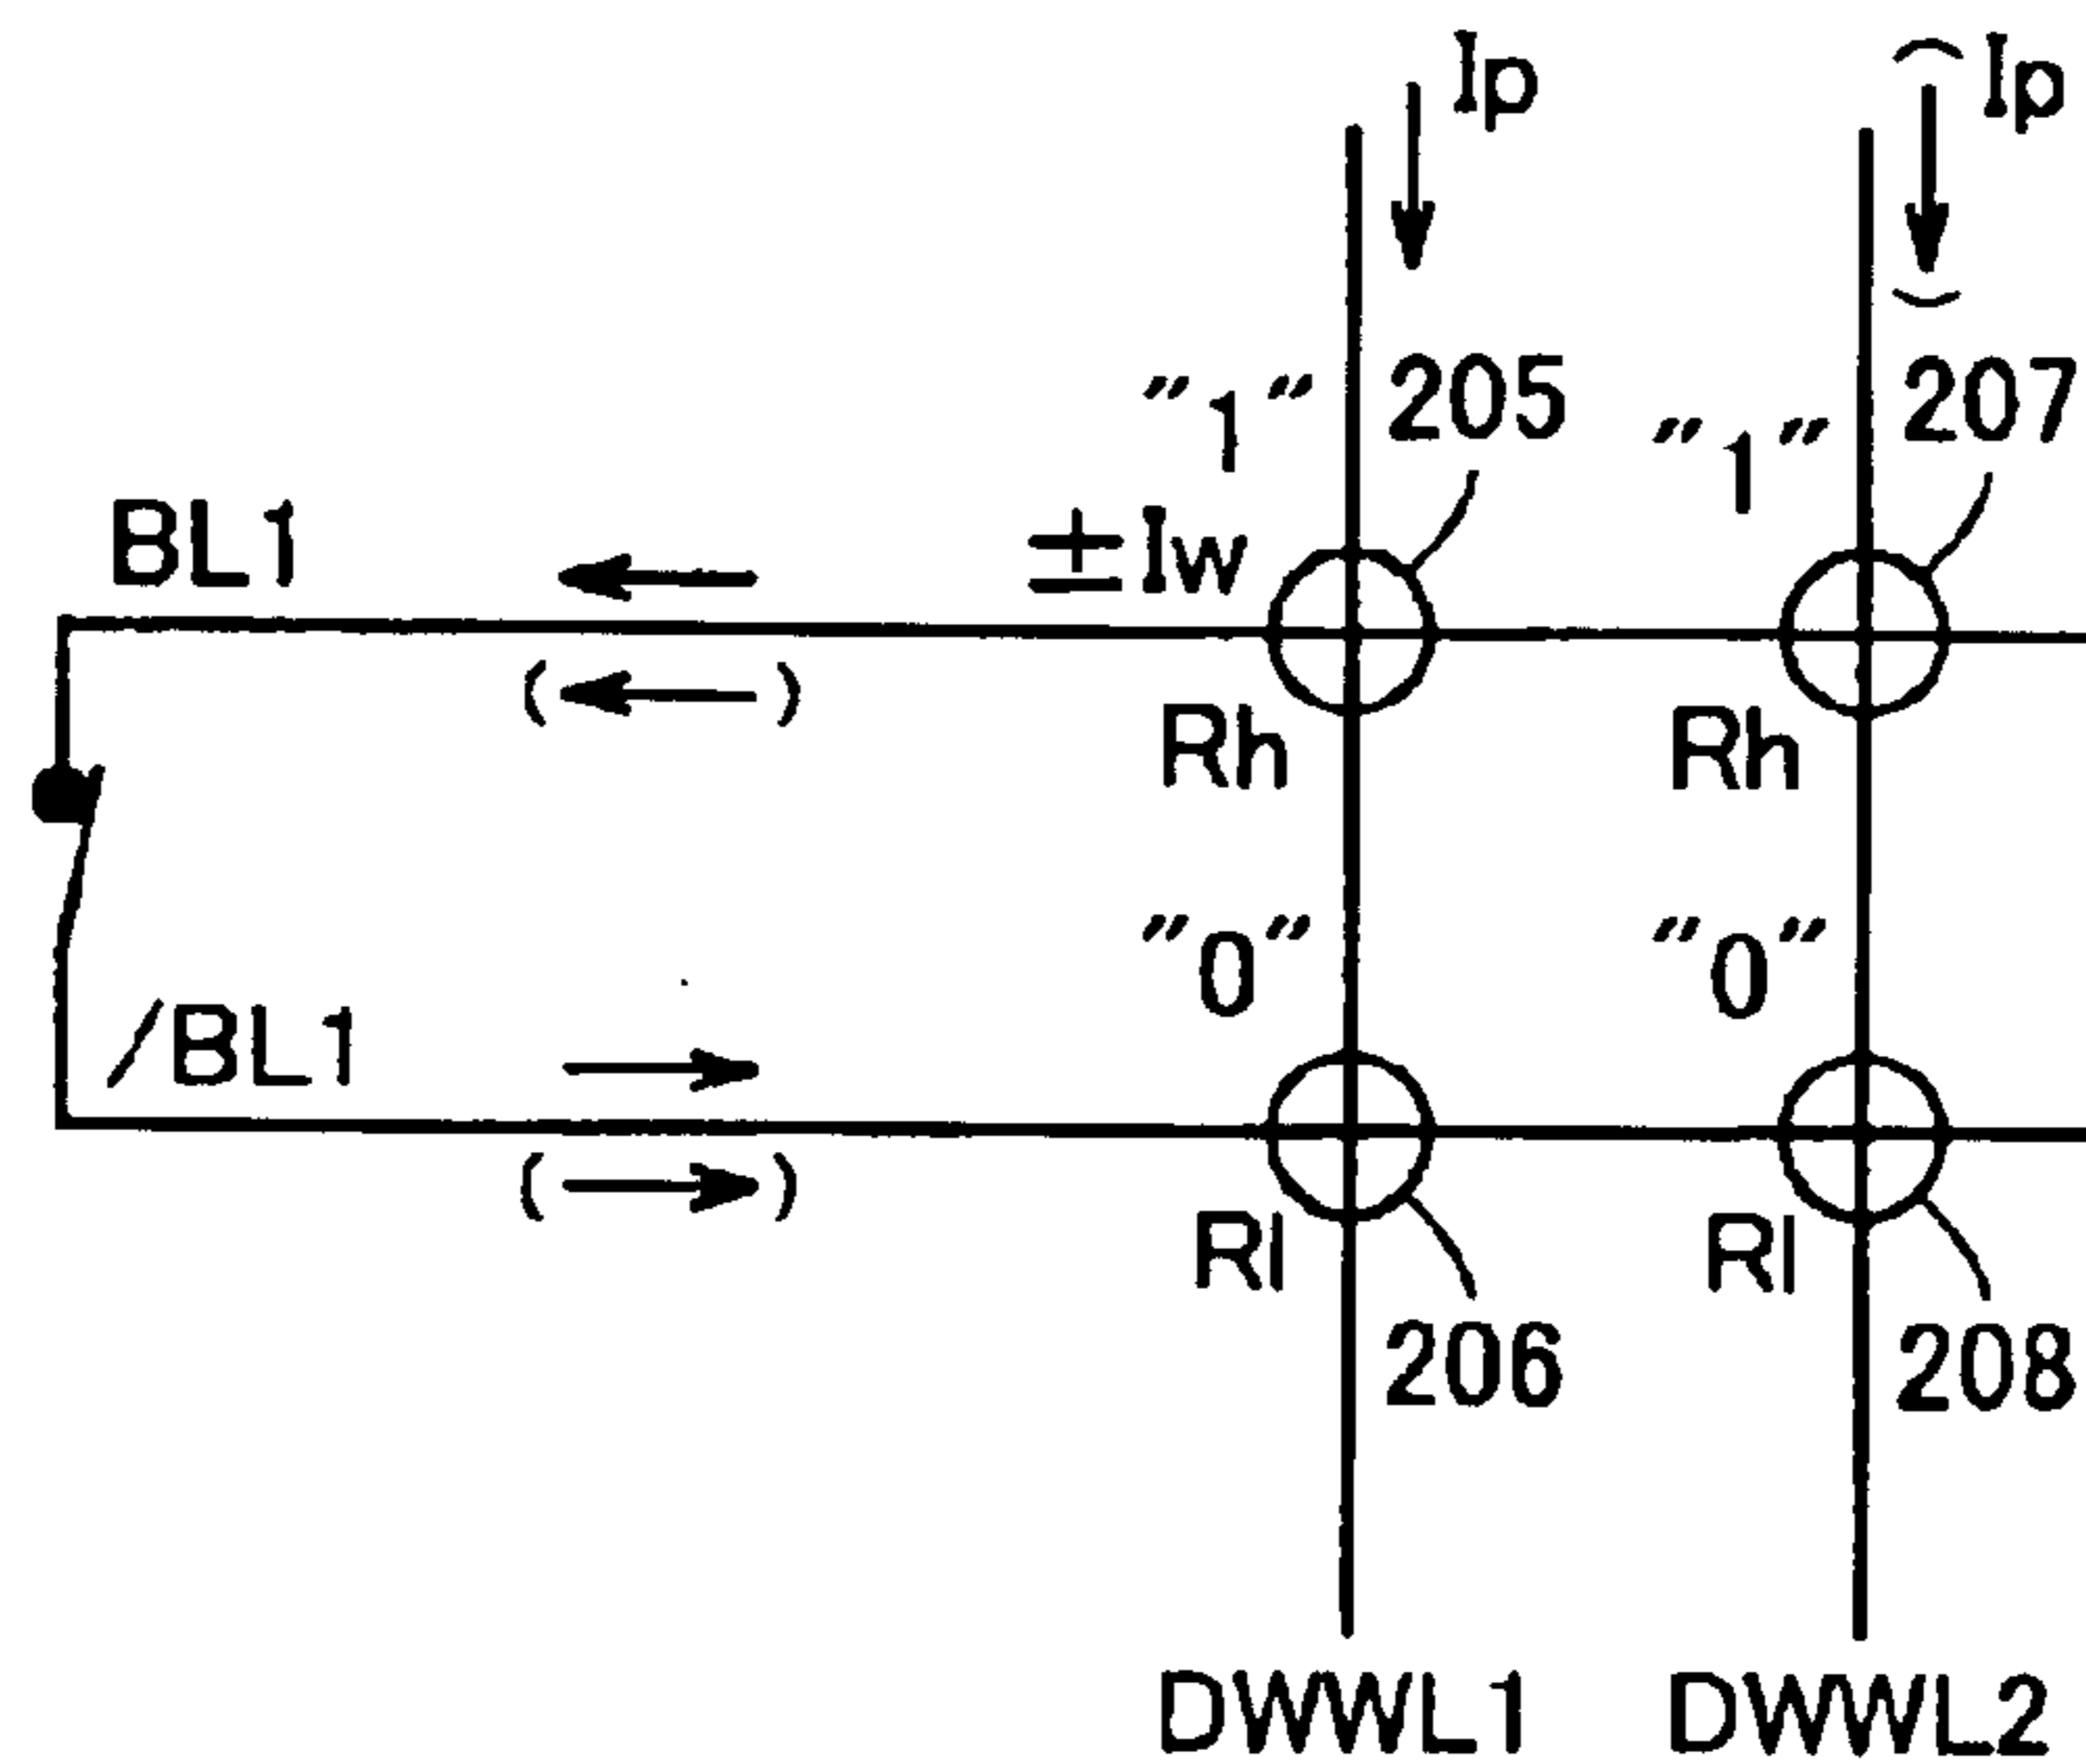 Ip
( Ip )
"1" 205
"1" 207
BL1
±Iw
( )
Rh
Rh
"0"
"0"
/BL1
( )
Rl
Rl
206
208
DWWL1
DWWL2